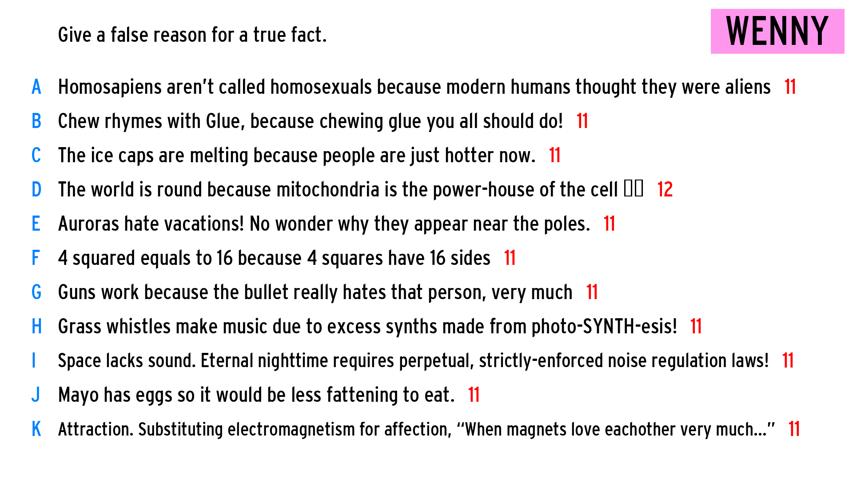 Give a false reason for a true fact.
WENNY
A Homosapiens aren't called homosexuals because modern humans thought they were aliens 11
B Chew rhymes with Glue, because chewing glue you all should do! 11
C The ice caps are melting because people are just hotter now. 11
D The world is round because mitochondria is the power-house of the cell 12
E Auroras hate vacations! No wonder why they appear near the poles. 11
F 4 squared equals to 16 because 4 squares have 16 sides 11
G Guns work because the bullet really hates that person, very much 11
H Grass whistles make music due to excess synths made from photo-SYNTH-esis! 11
I Space lacks sound. Eternal nighttime requires perpetual, strictly-enforced noise regulation laws! 11
J Mayo has eggs so it would be less fattening to eat. 11
K Attraction. Substituting electromagnetism for affection, “When magnets love eachother very much...” 11